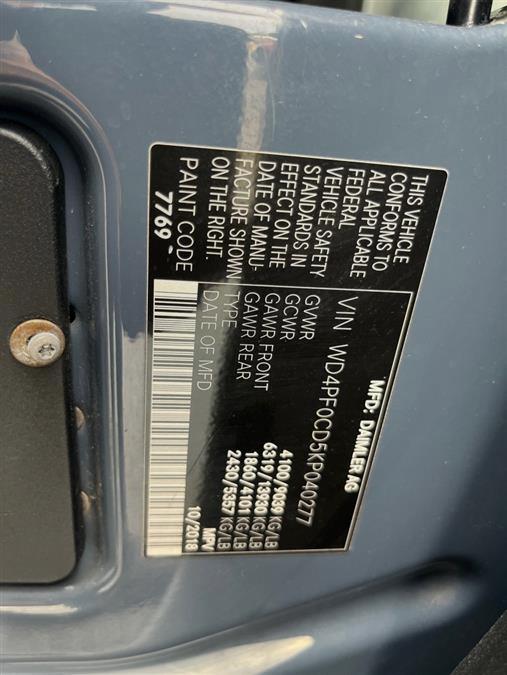 MFD: DAIMLER AG
VIN WD4PF0CD5KP040277
GVWR 4100/9039 KG/LB
GCWR 6319/13930 KG/LB
GAWR FRONT 1860/4101 KG/LB
GAWR REAR 2430/5357 KG/LB
TYPE MPV
DATE OF MFD 10/2018
THIS VEHICLE
CONFORMS TO
ALL APPLICABLE
FEDERAL
VEHICLE SAFETY
STANDARDS IN
EFFECT ON THE
DATE OF MANU-
FACTURE SHOWN
ON THE RIGHT.
PAINT CODE
7769